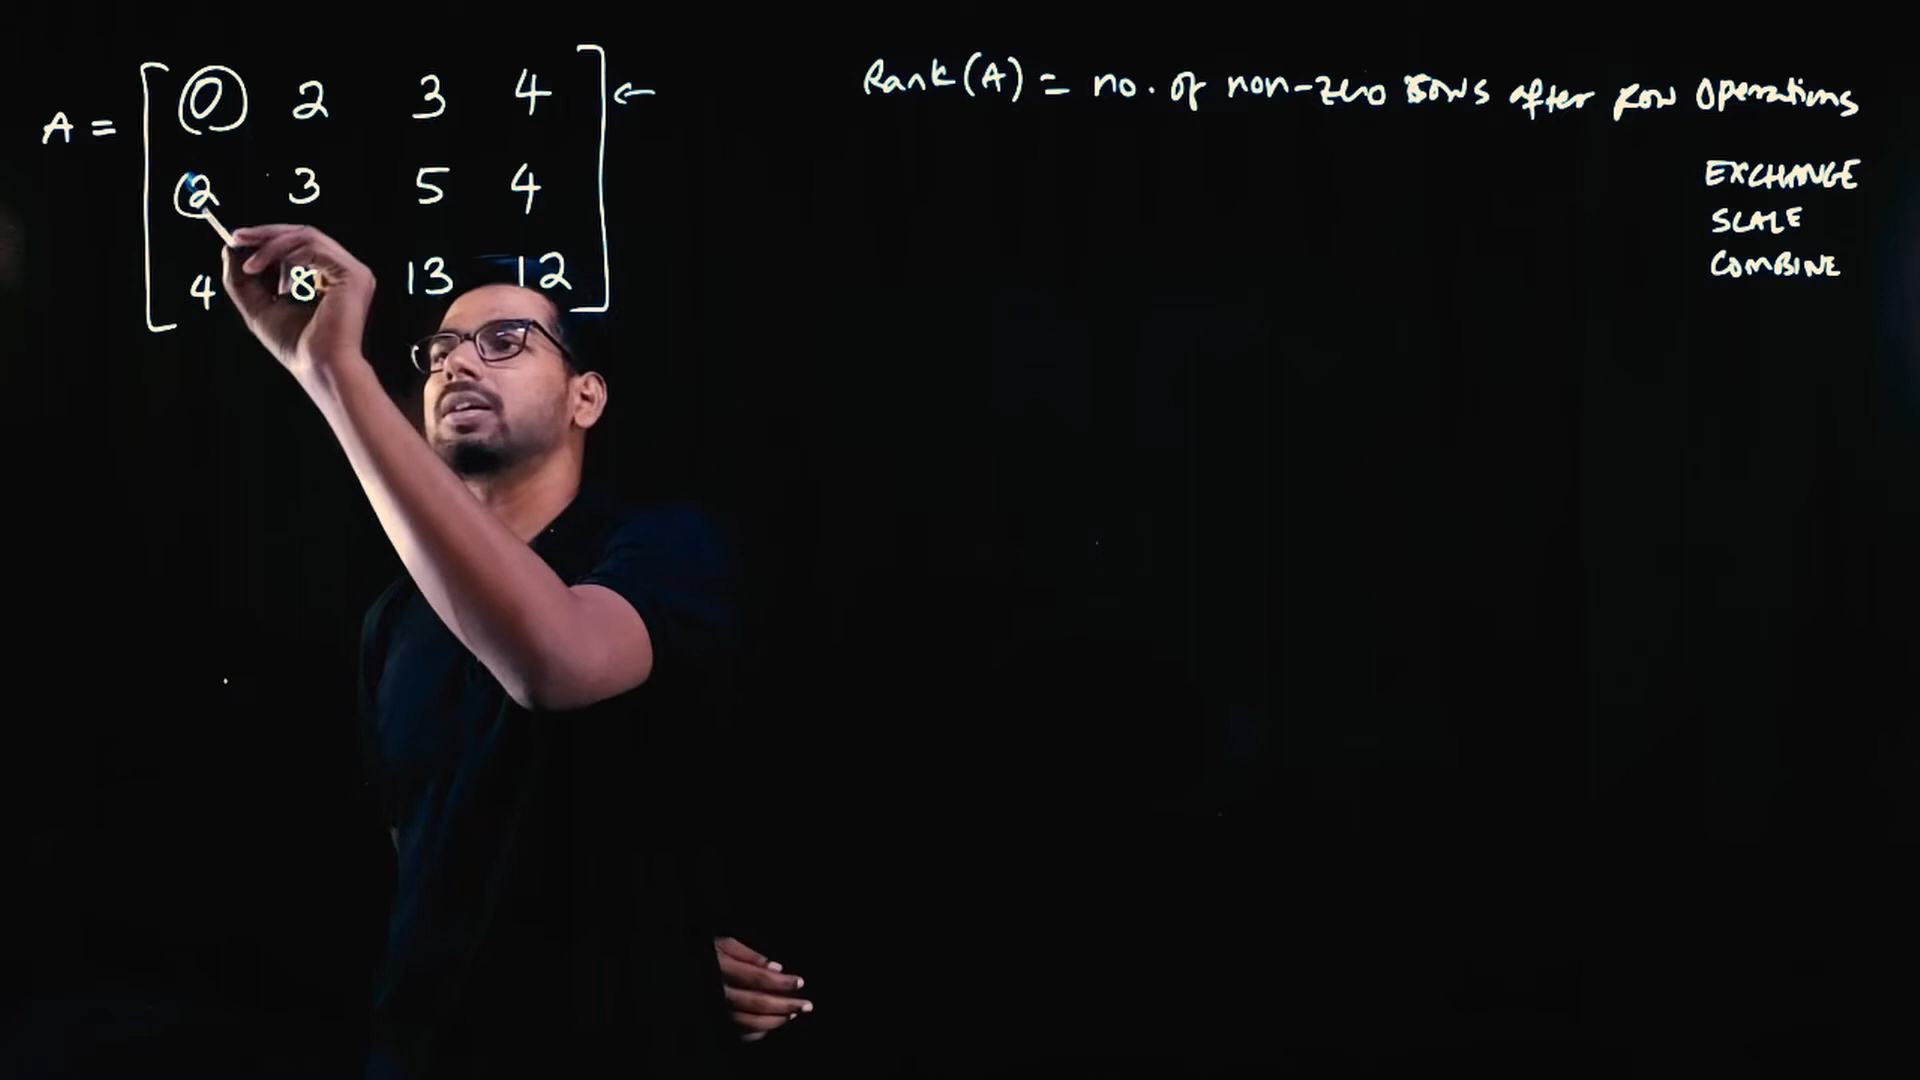 A = [ 0 2 3 4 ] ←
2 3 5 4
4 8 13 12
Rank(A) = no. of non-zero rows after row operations
EXCHANGE
SCALE
COMBINE